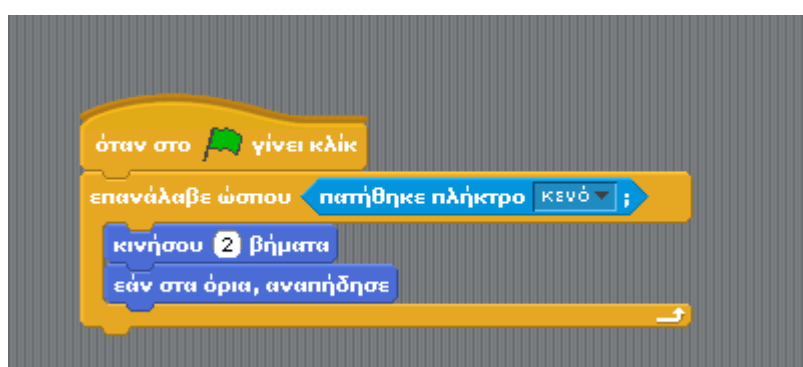 όταν στο γίνει κλίκ
επανάλαβε ώσπου πατήθηκε πλήκτρο κενό ;
κινήσου 2 βήματα
εάν στα όρια, αναπήδησε